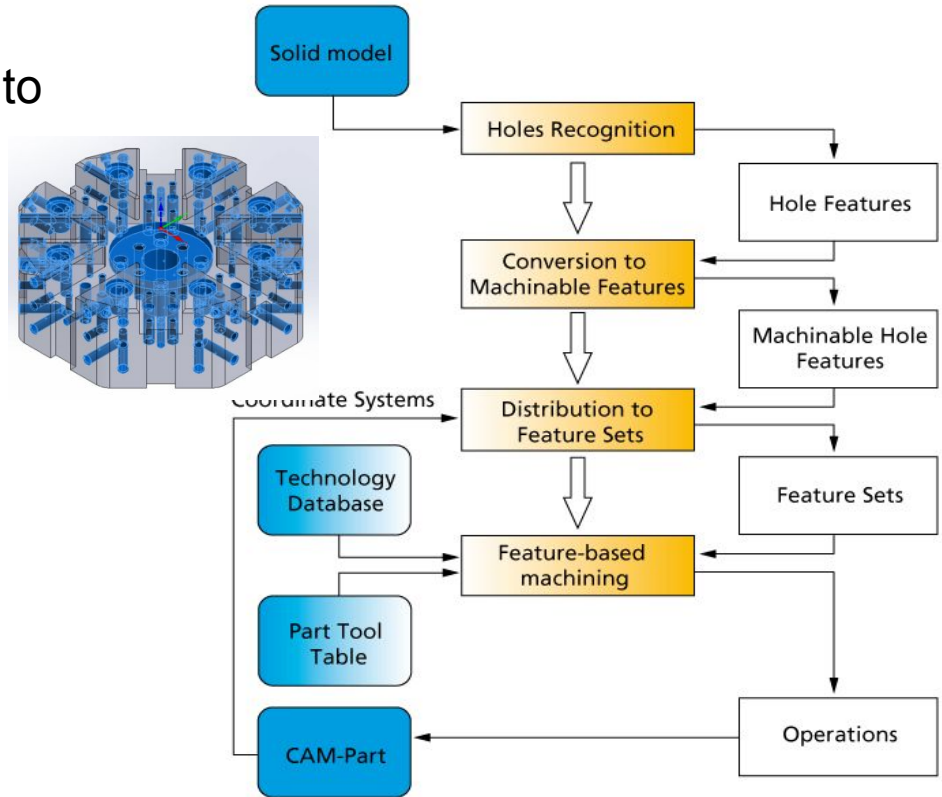 to
Solid model
Holes Recognition
Hole Features
Conversion to
Machinable Features
Machinable Hole
Features
Coordinate Systems
Distribution to
Feature Sets
Technology
Database
Feature Sets
Feature-based
machining
Part Tool
Table
Operations
CAM-Part